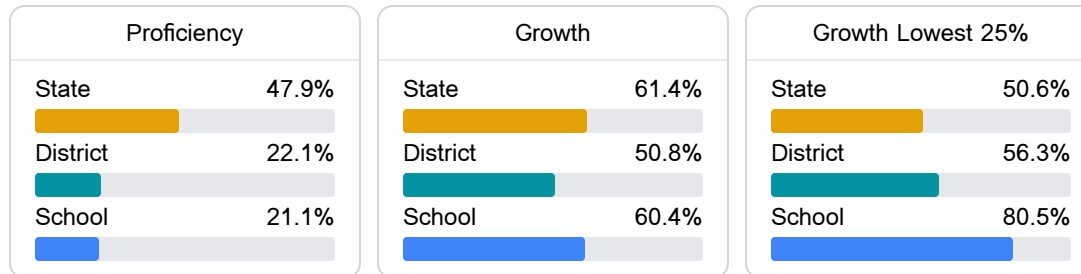 Proficiency
State 47.9%
District 22.1%
School 21.1%
Growth
State 61.4%
District 50.8%
School 60.4%
Growth Lowest 25%
State 50.6%
District 56.3%
School 80.5%